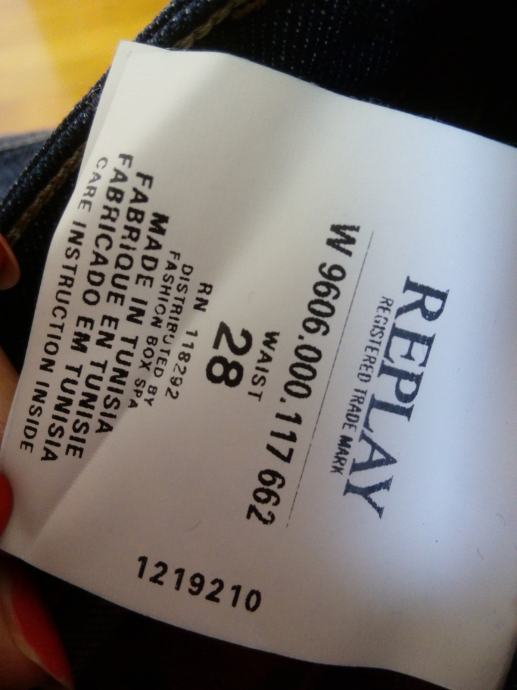 REPLAY
REGISTERED TRADE MARK
W 9606.000.117 662
WAIST
28
RN 118292
DISTRIBUTED BY
FASHION BOX SPA
MADE IN TUNISIA
FABRIQUE EN TUNISIE
FABRICADO EM TUNISIA
CARE INSTRUCTION INSIDE
1219210